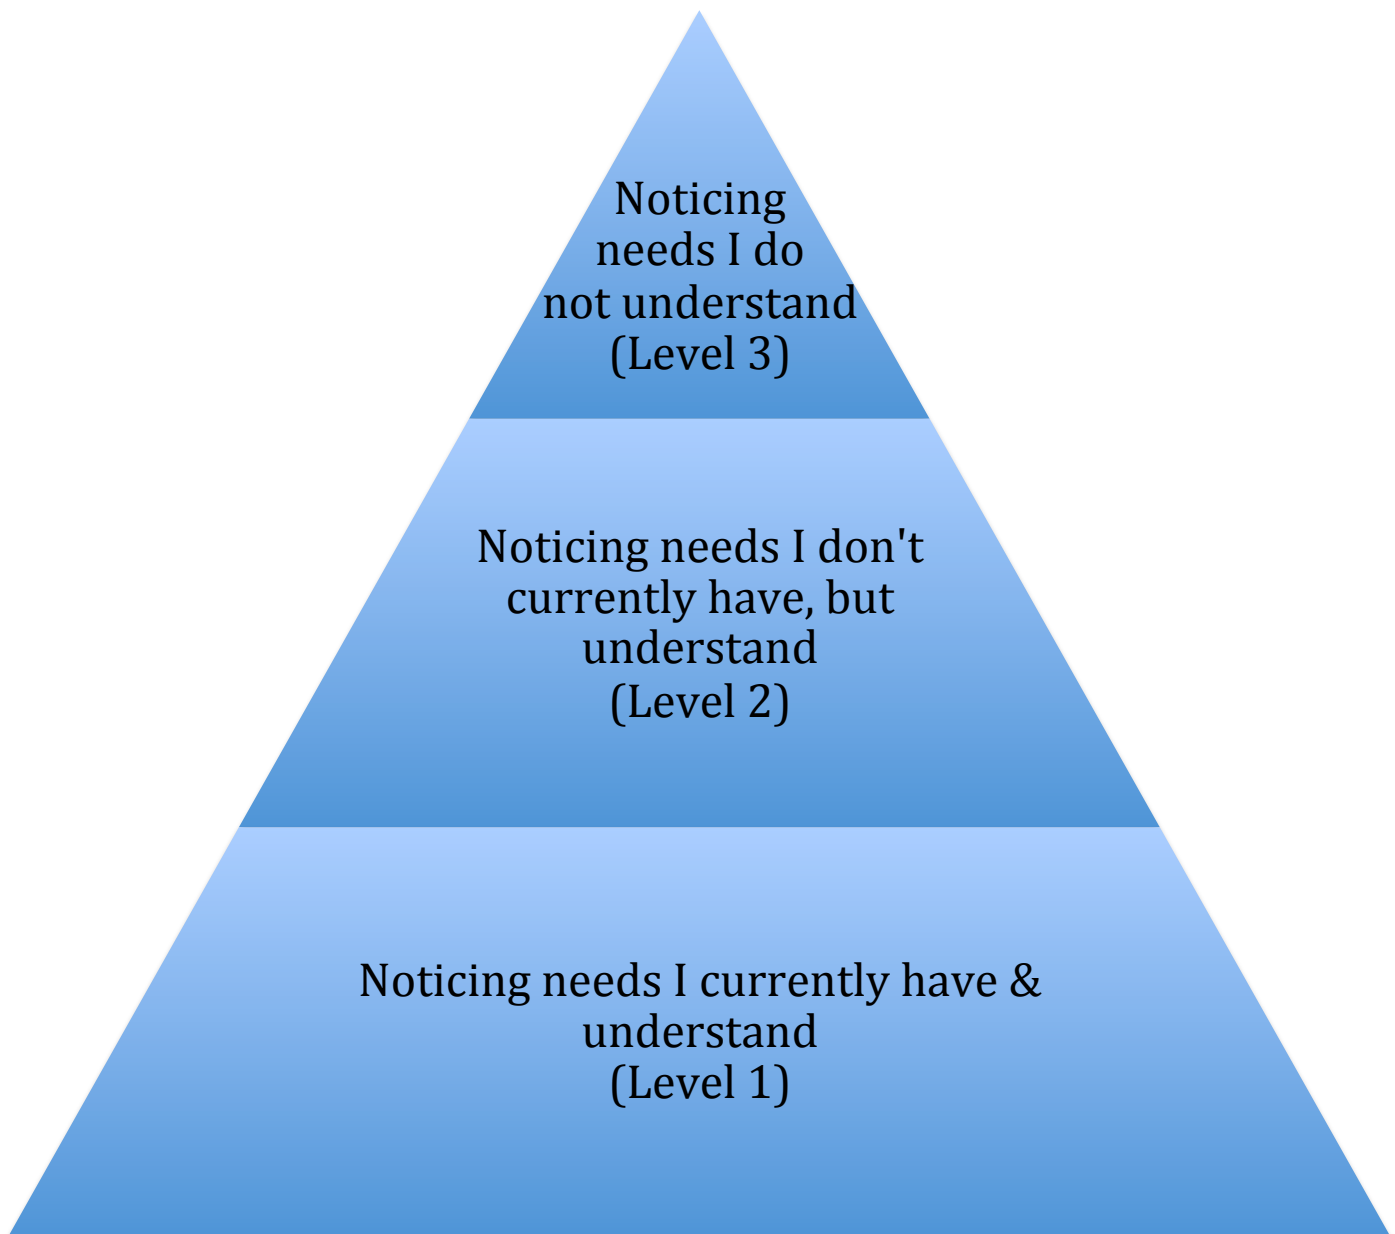 Noticing
needs I do
not understand
(Level 3)
Noticing needs I don't
currently have, but
understand
(Level 2)
Noticing needs I currently have &
understand
(Level 1)